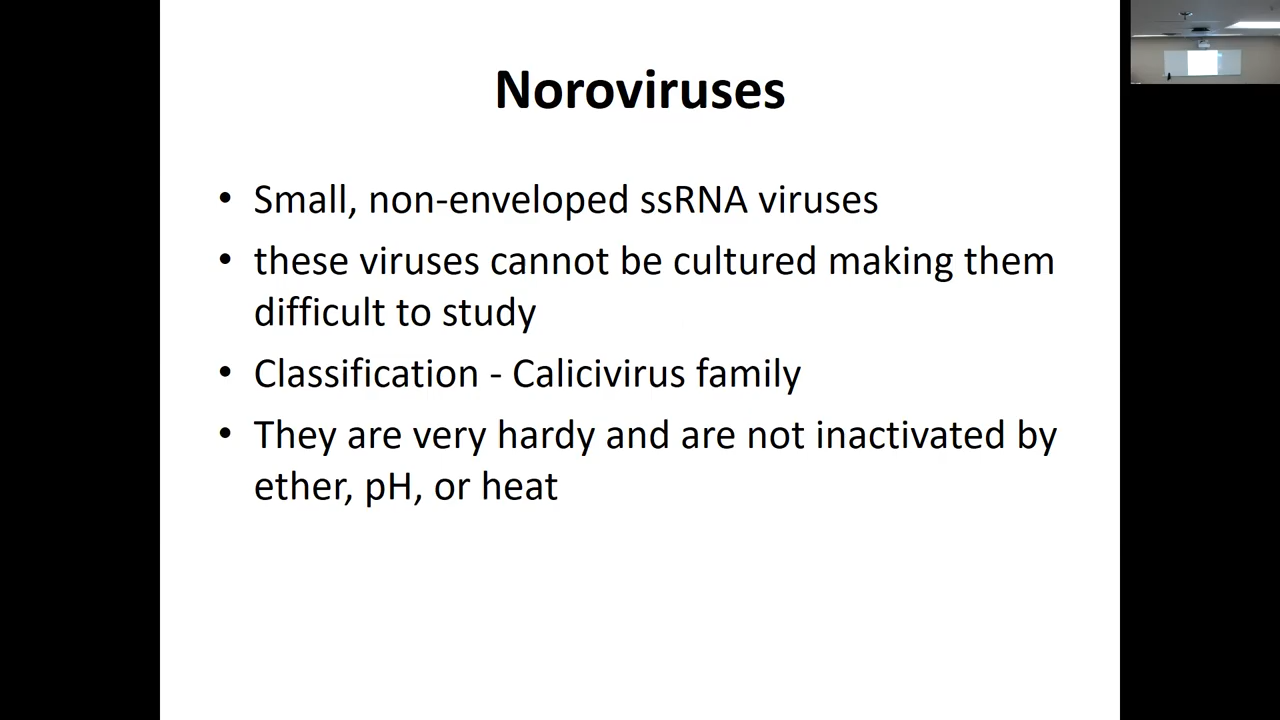 Noroviruses
• Small, non-enveloped ssRNA viruses
• these viruses cannot be cultured making them
difficult to study
• Classification - Calicivirus family
• They are very hardy and are not inactivated by
ether, pH, or heat